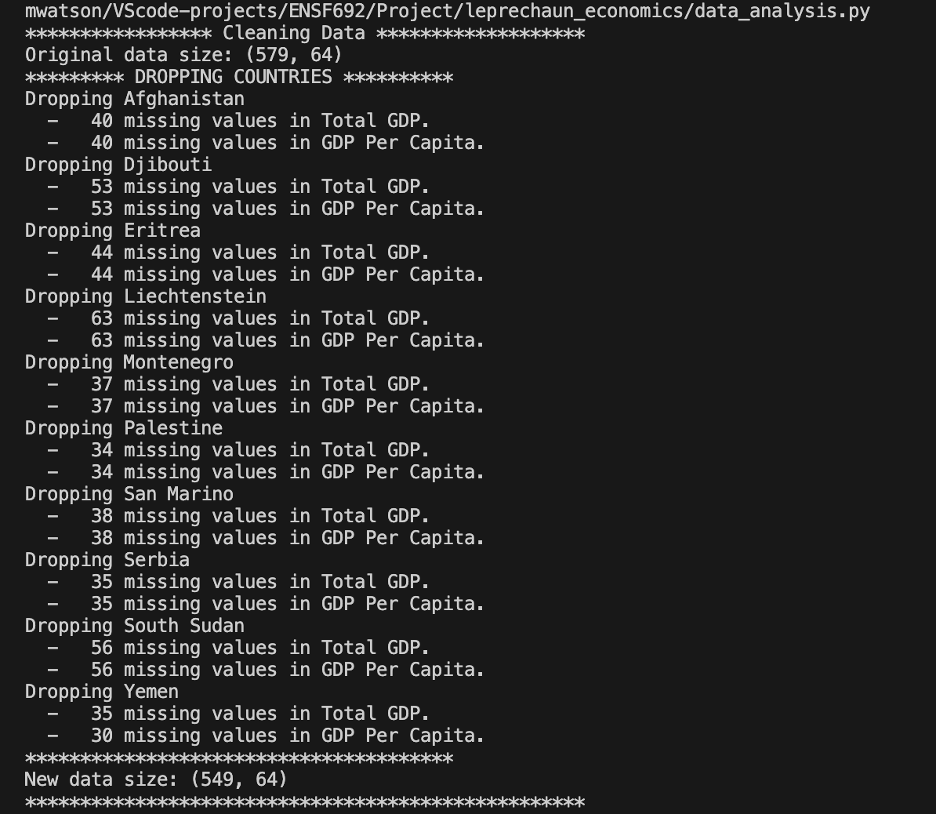 mwatson/VScode-projects/ENSF692/Project/leprechaun_economics/data_analysis.py
***************** Cleaning Data *******************
Original data size: (579, 64)
********* DROPPING COUNTRIES **********
Dropping Afghanistan
  -   40 missing values in Total GDP.
  -   40 missing values in GDP Per Capita.
Dropping Djibouti
  -   53 missing values in Total GDP.
  -   53 missing values in GDP Per Capita.
Dropping Eritrea
  -   44 missing values in Total GDP.
  -   44 missing values in GDP Per Capita.
Dropping Liechtenstein
  -   63 missing values in Total GDP.
  -   63 missing values in GDP Per Capita.
Dropping Montenegro
  -   37 missing values in Total GDP.
  -   37 missing values in GDP Per Capita.
Dropping Palestine
  -   34 missing values in Total GDP.
  -   34 missing values in GDP Per Capita.
Dropping San Marino
  -   38 missing values in Total GDP.
  -   38 missing values in GDP Per Capita.
Dropping Serbia
  -   35 missing values in Total GDP.
  -   35 missing values in GDP Per Capita.
Dropping South Sudan
  -   56 missing values in Total GDP.
  -   56 missing values in GDP Per Capita.
Dropping Yemen
  -   35 missing values in Total GDP.
  -   30 missing values in GDP Per Capita.
***************************************
New data size: (549, 64)
***************************************************